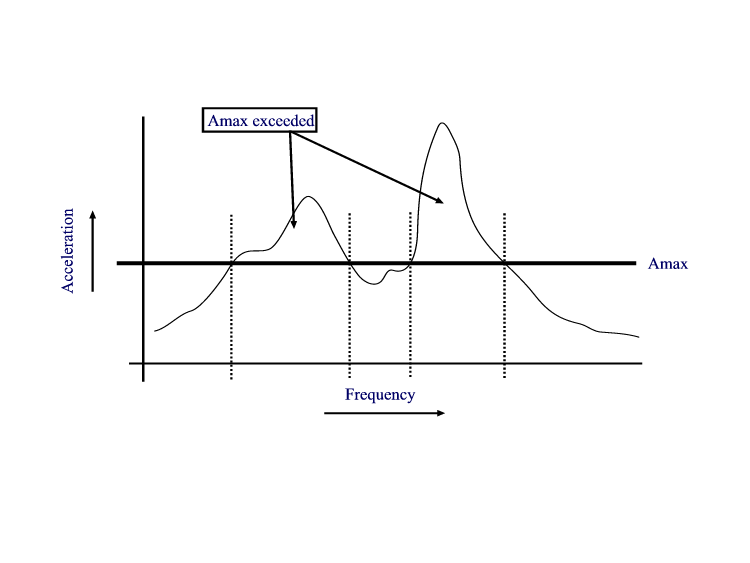 Amax exceeded
Acceleration
Amax
Frequency